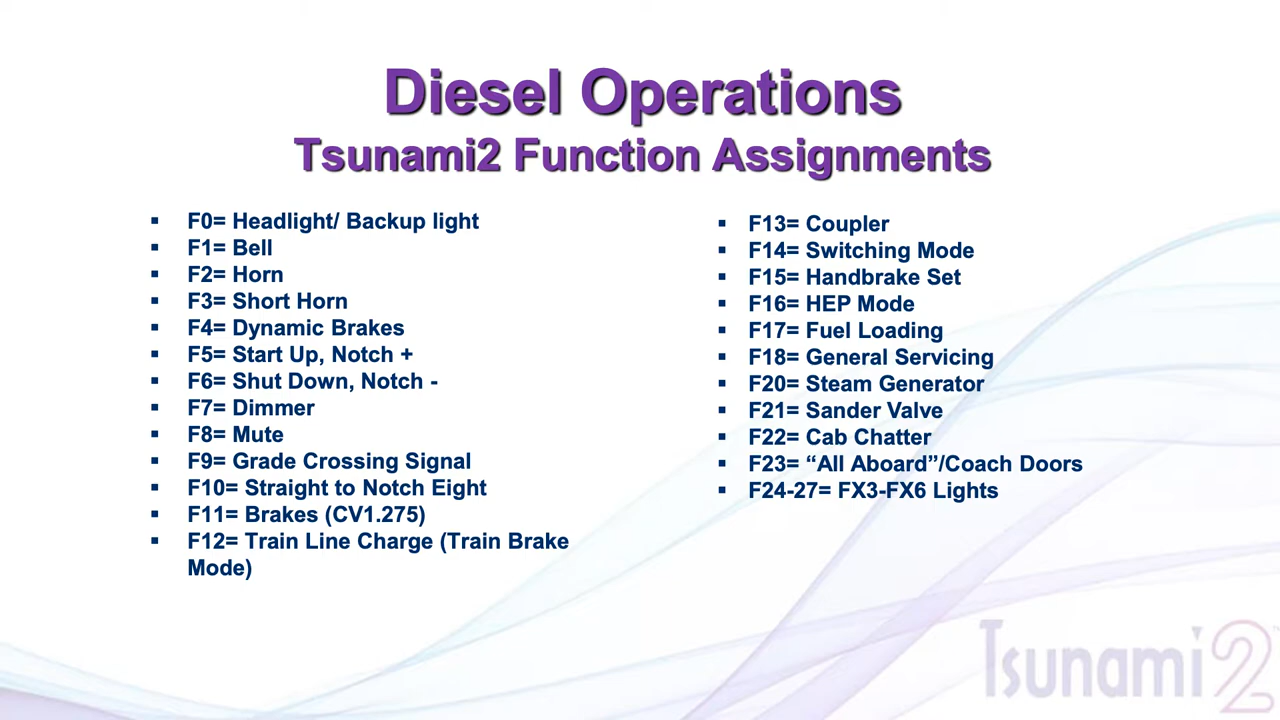 Diesel Operations
Tsunami2 Function Assignments
▪ F0= Headlight/ Backup light
▪ F1= Bell
▪ F2= Horn
▪ F3= Short Horn
▪ F4= Dynamic Brakes
▪ F5= Start Up, Notch +
▪ F6= Shut Down, Notch -
▪ F7= Dimmer
▪ F8= Mute
▪ F9= Grade Crossing Signal
▪ F10= Straight to Notch Eight
▪ F11= Brakes (CV1.275)
▪ F12= Train Line Charge (Train Brake
Mode)
▪ F13= Coupler
▪ F14= Switching Mode
▪ F15= Handbrake Set
▪ F16= HEP Mode
▪ F17= Fuel Loading
▪ F18= General Servicing
▪ F20= Steam Generator
▪ F21= Sander Valve
▪ F22= Cab Chatter
▪ F23= “All Aboard”/Coach Doors
▪ F24-27= FX3-FX6 Lights
Tsunami2™